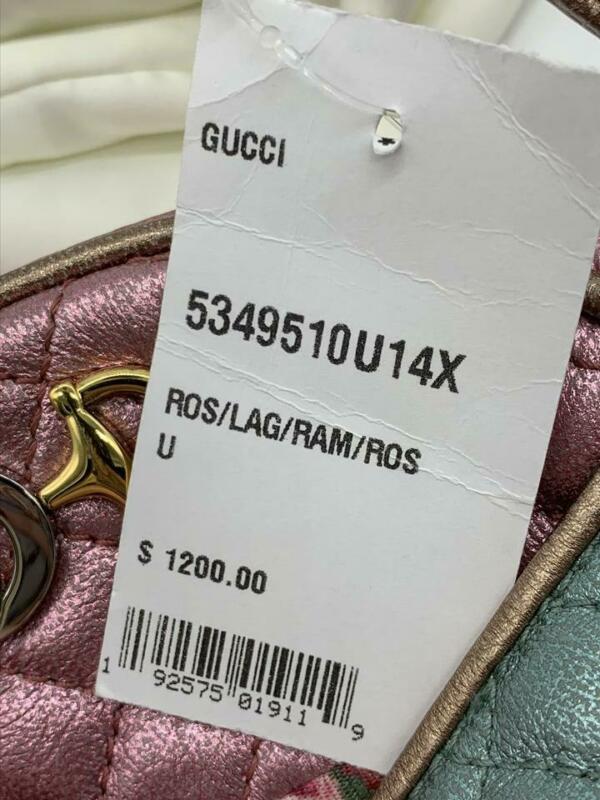 GUCCI
5349510U14X
ROS/LAG/RAM/ROS
U
$ 1200.00
1 92575 01911 9